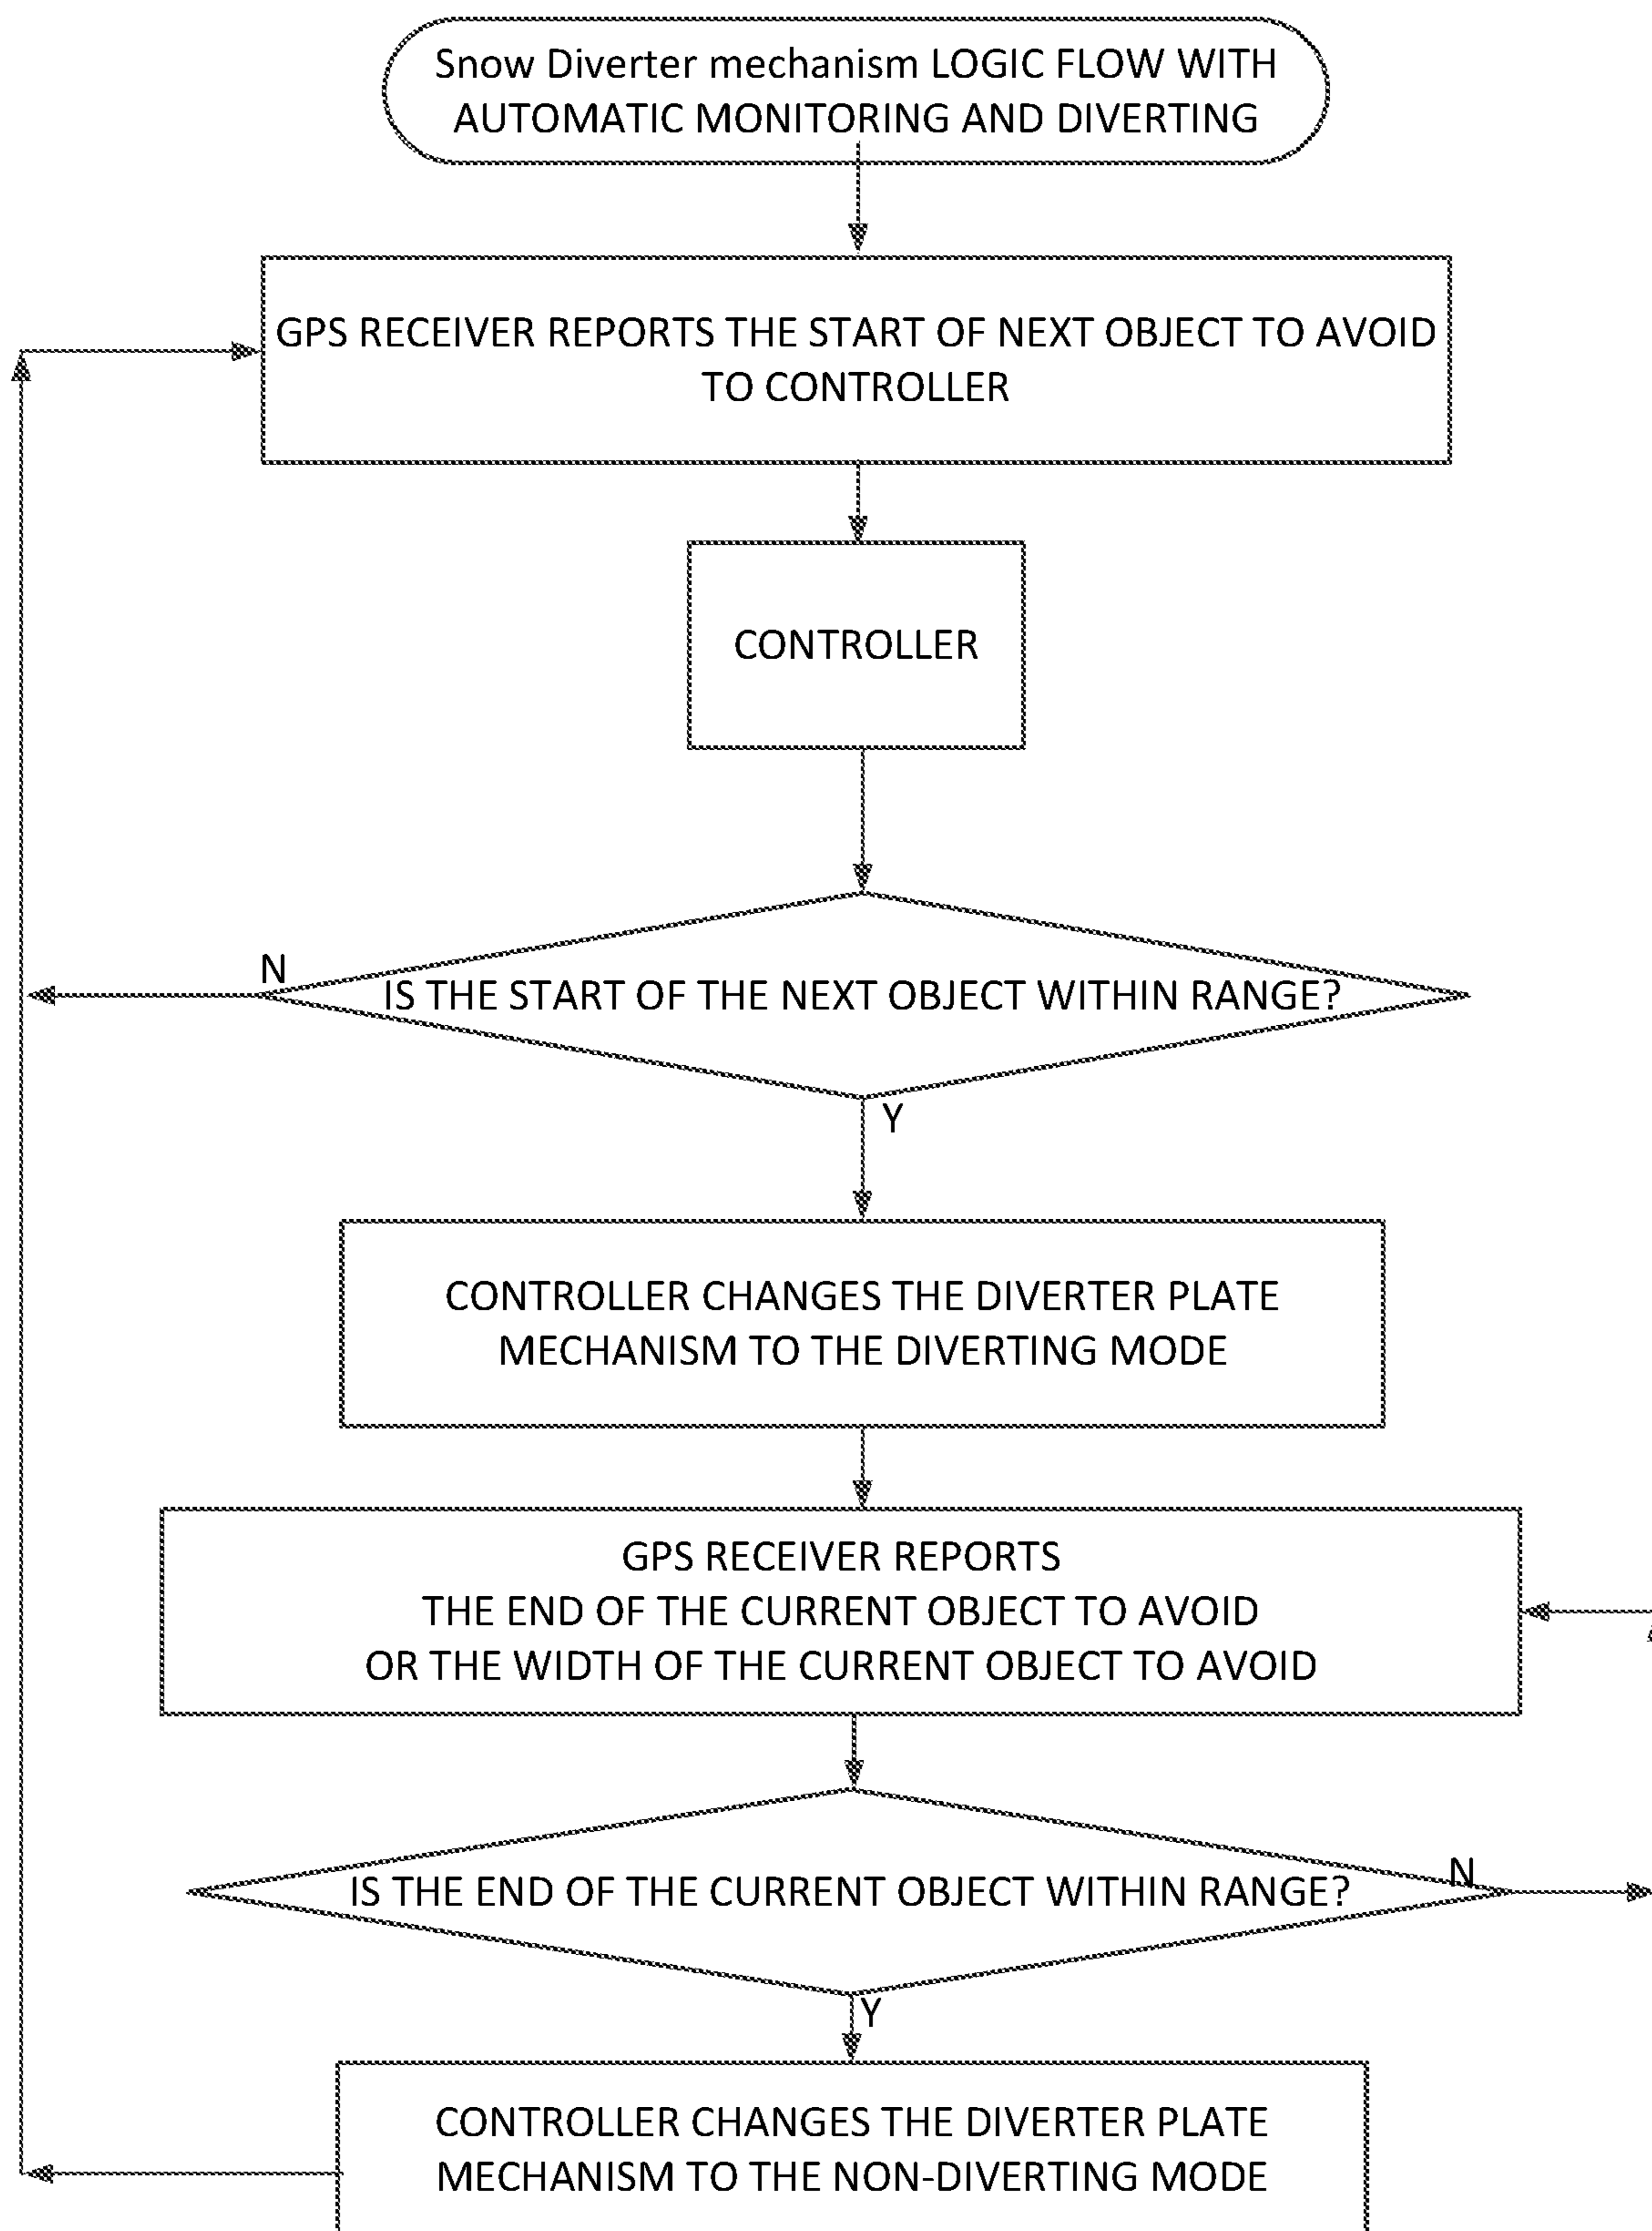 Snow Diverter mechanism LOGIC FLOW WITH
AUTOMATIC MONITORING AND DIVERTING
GPS RECEIVER REPORTS THE START OF NEXT OBJECT TO AVOID
TO CONTROLLER
CONTROLLER
N
IS THE START OF THE NEXT OBJECT WITHIN RANGE?
Y
CONTROLLER CHANGES THE DIVERTER PLATE
MECHANISM TO THE DIVERTING MODE
GPS RECEIVER REPORTS
THE END OF THE CURRENT OBJECT TO AVOID
OR THE WIDTH OF THE CURRENT OBJECT TO AVOID
N
IS THE END OF THE CURRENT OBJECT WITHIN RANGE?
Y
CONTROLLER CHANGES THE DIVERTER PLATE
MECHANISM TO THE NON-DIVERTING MODE